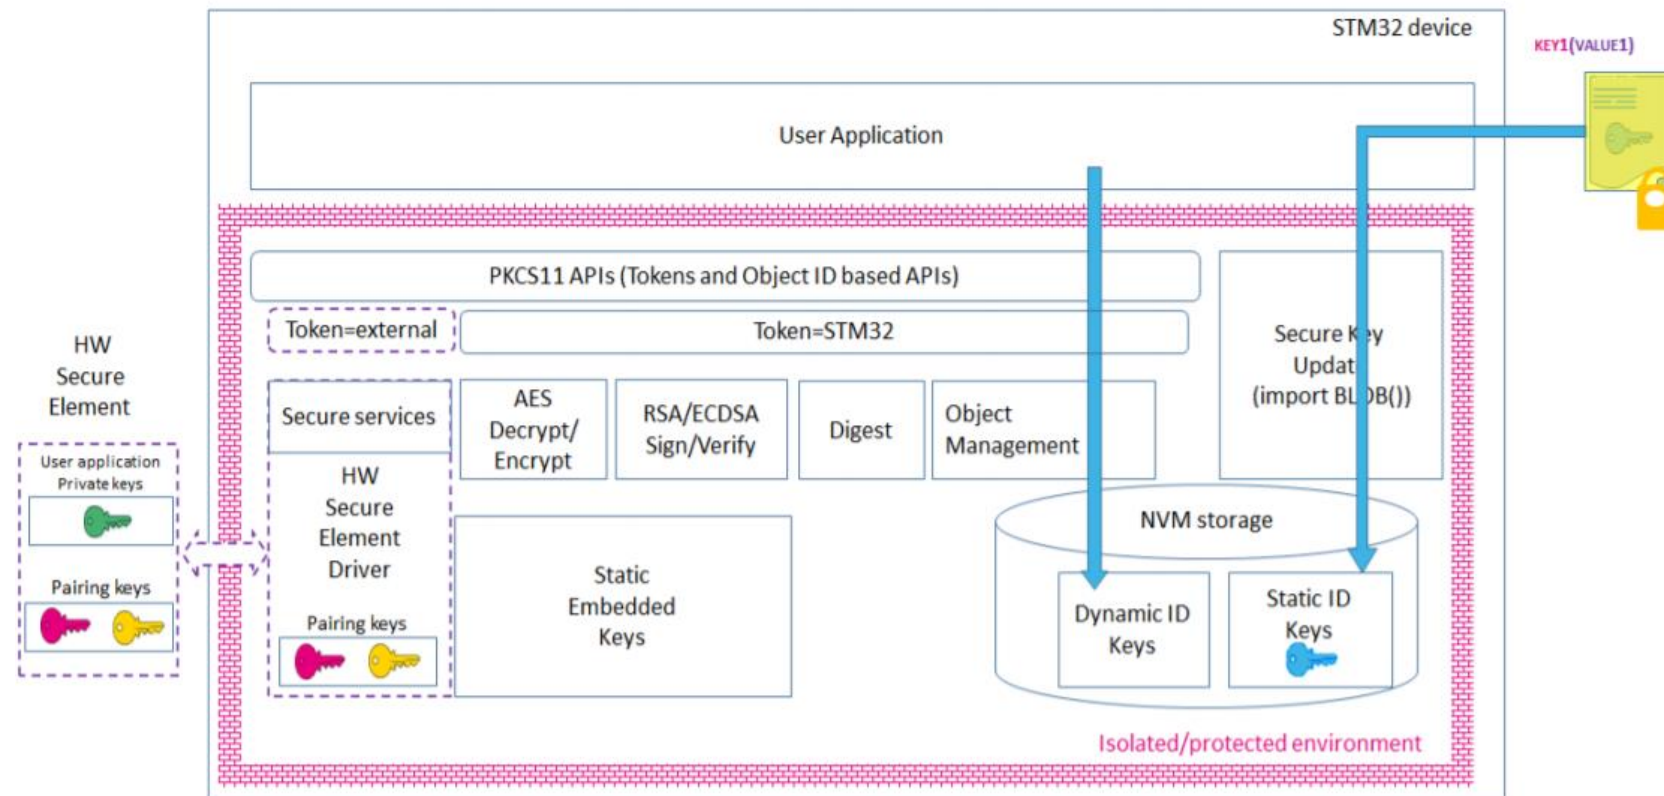 STM32 device
KEY1(VALUE1)
User Application
PKCS11 APIs (Tokens and Object ID based APIs)
Token=external
Token=STM32
Secure Key
Updat
(import BLOB())
HW
Secure
Element
Secure services
AES
Decrypt/
Encrypt
RSA/ECDSA
Sign/Verify
Digest
Object
Management
User application
Private keys
HW
Secure
Element
Driver
NVM storage
Pairing keys
Pairing keys
Static
Embedded
Keys
Dynamic ID
Keys
Static ID
Keys
Isolated/protected environment